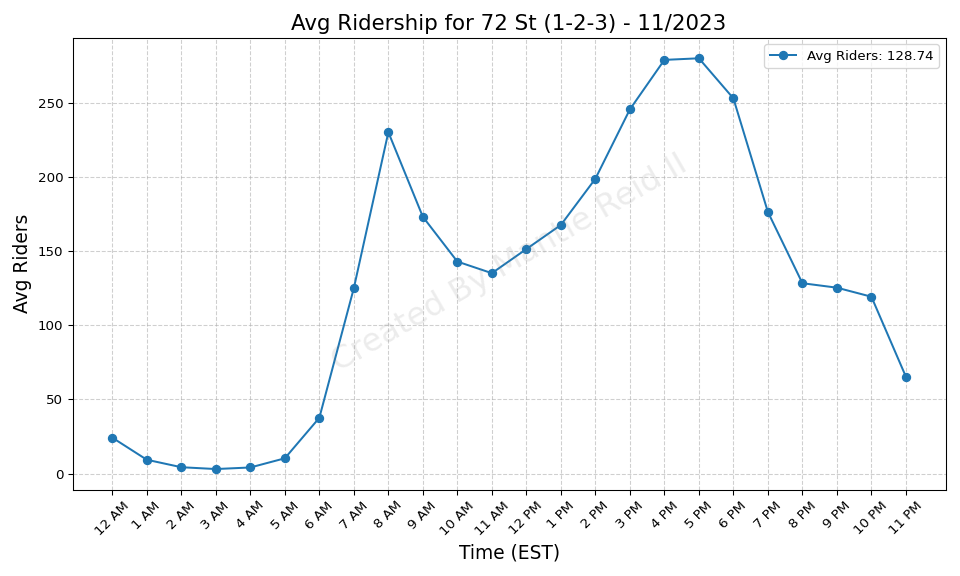 Avg Ridership for 72 St (1-2-3) - 11/2023
Avg Riders: 128.74
Avg Riders
250
200
150
100
50
0
Created By Mantie Reid II
12 AM
1 AM
2 AM
3 AM
4 AM
5 AM
6 AM
7 AM
8 AM
9 AM
10 AM
11 AM
12 PM
1 PM
2 PM
3 PM
4 PM
5 PM
6 PM
7 PM
8 PM
9 PM
10 PM
11 PM
Time (EST)